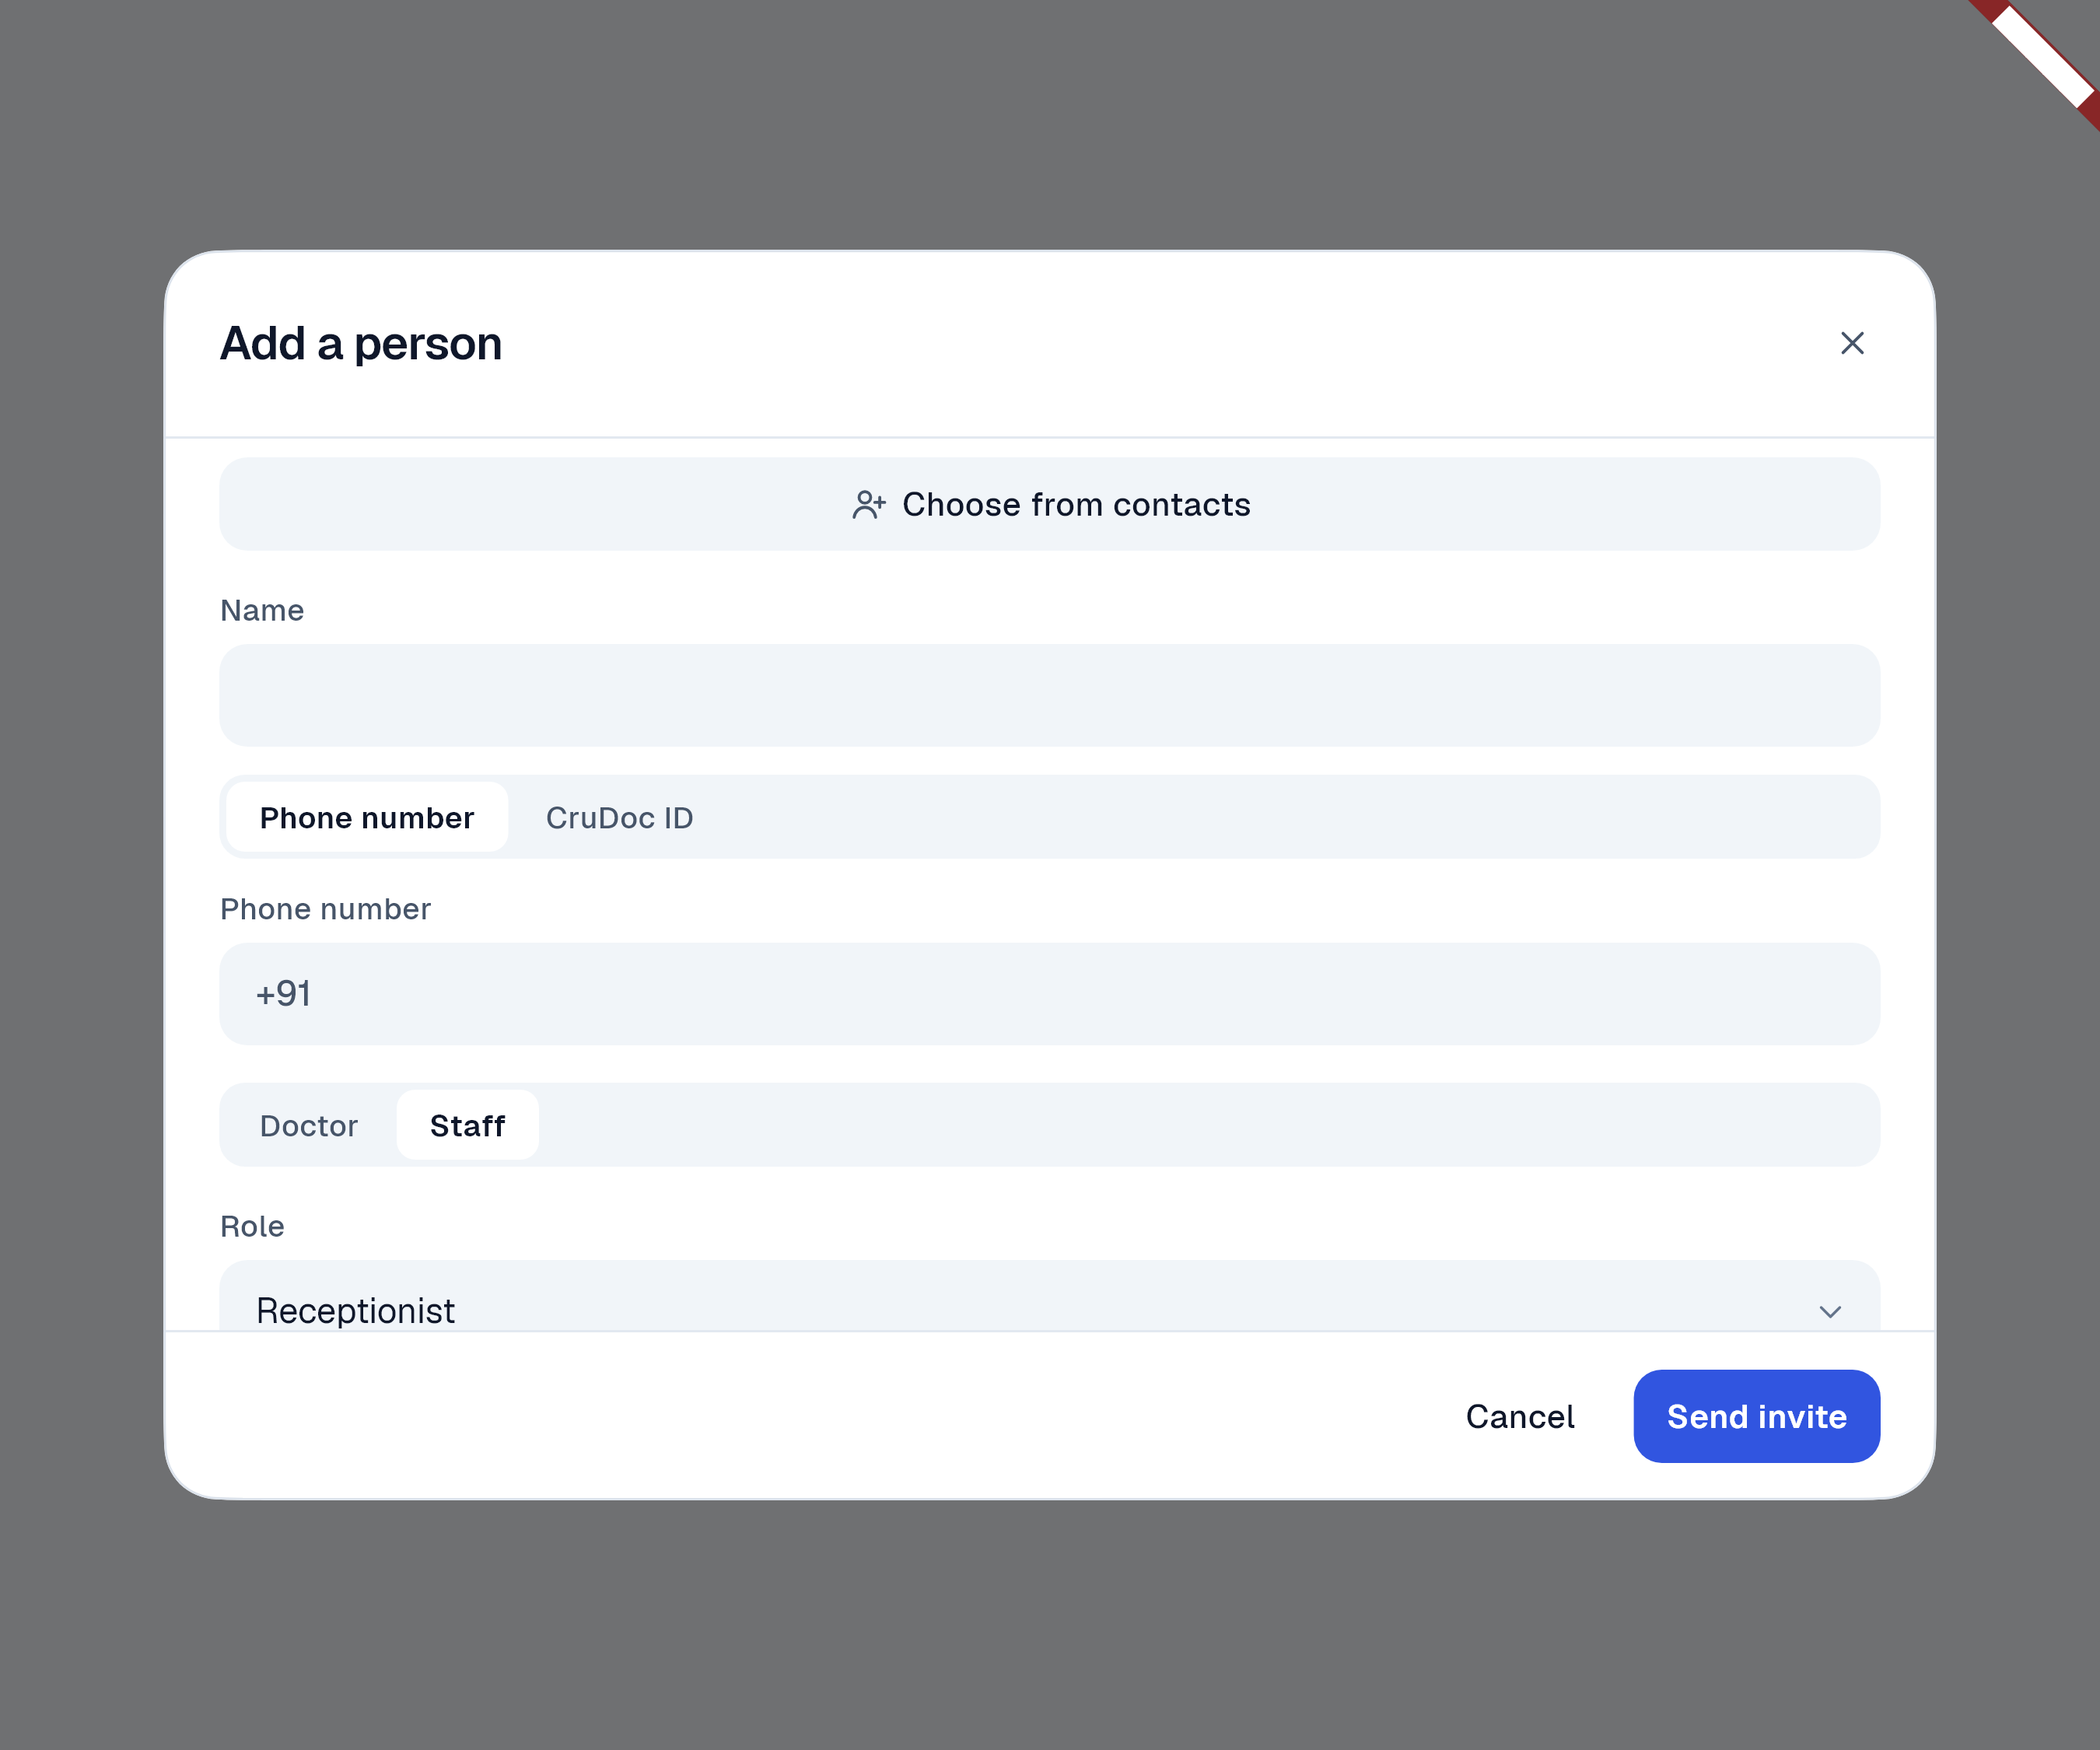 Add a person
Choose from contacts
Name
Phone number CruDoc ID
Phone number
+91
Doctor Staff
Role
Receptionist
Cancel Send invite